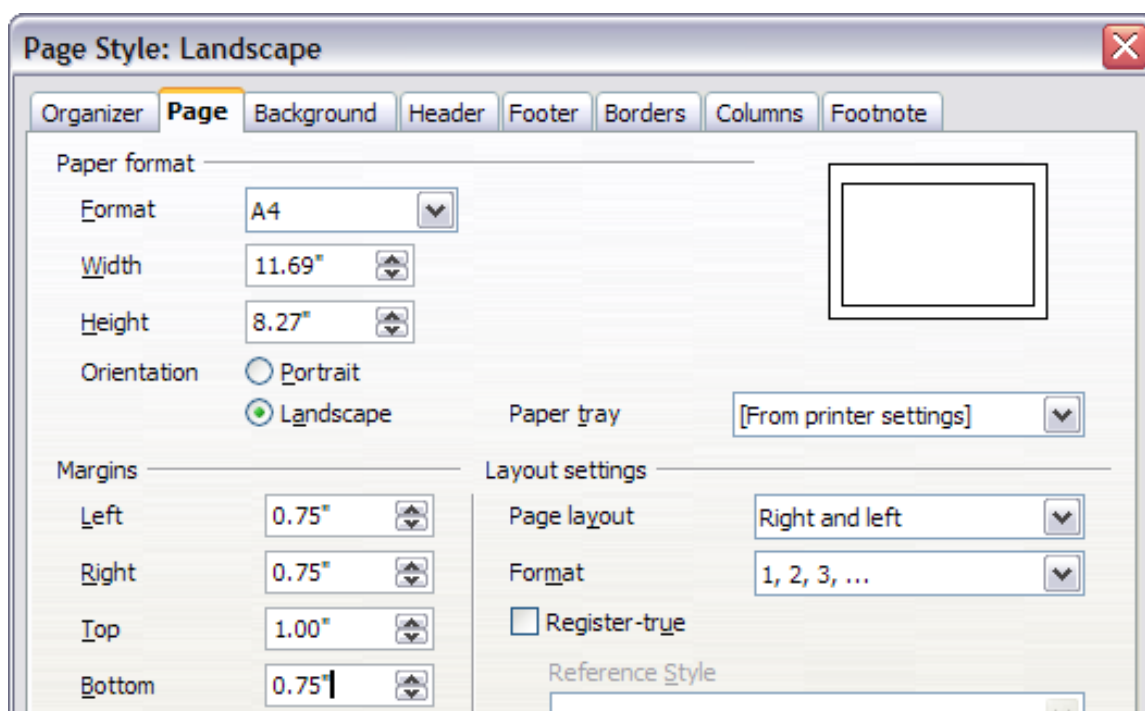 Page Style: Landscape
Organizer Page Background Header Footer Borders Columns Footnote
Paper format
Format A4
Width 11.69"
Height 8.27"
Orientation Portrait
Landscape Paper tray [From printer settings]
Margins Layout settings
Left 0.75" Page layout Right and left
Right 0.75" Format 1, 2, 3, ...
Top 1.00" Register-true
Bottom 0.75" Reference Style